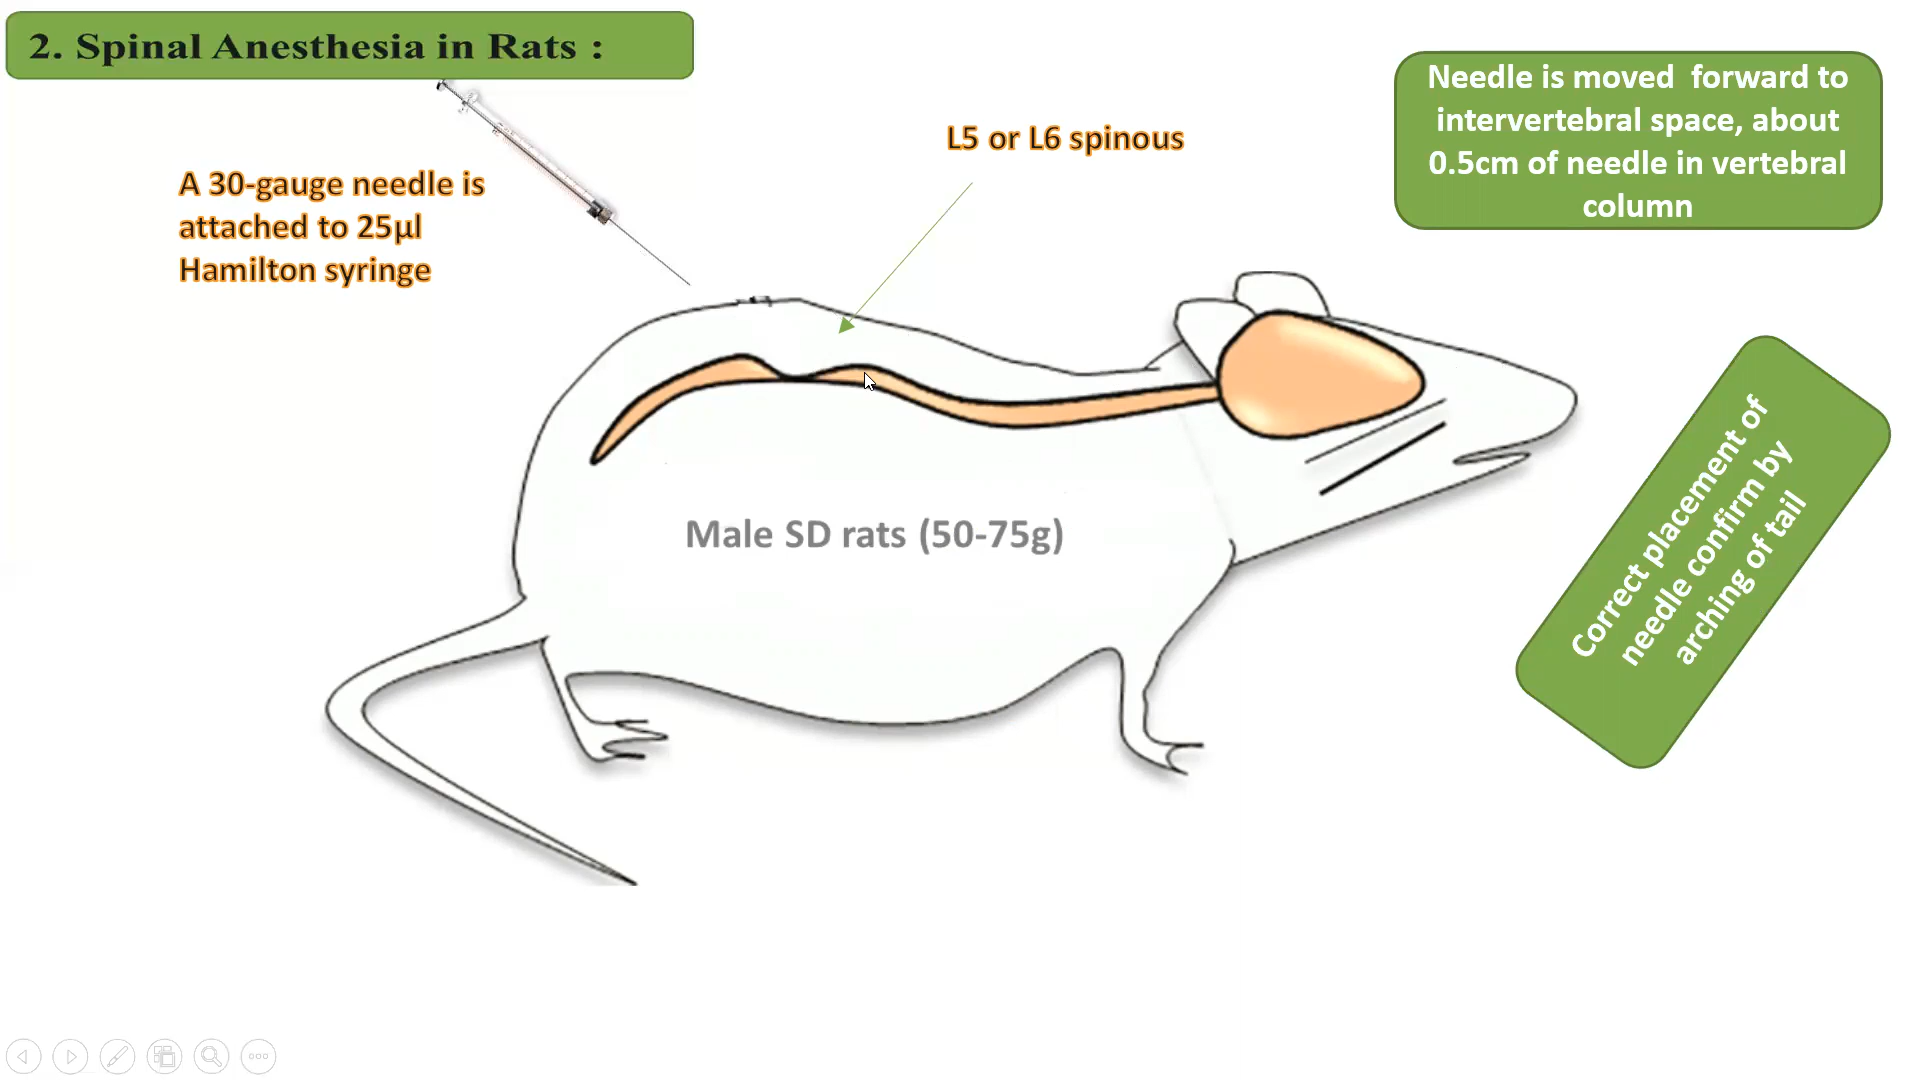 2. Spinal Anesthesia in Rats :
Needle is moved  forward to
intervertebral space, about
0.5cm of needle in vertebral
column
L5 or L6 spinous
A 30-gauge needle is
attached to 25µl
Hamilton syringe
Correct placement of
needle confirm by
arching of tail
Male SD rats (50-75g)